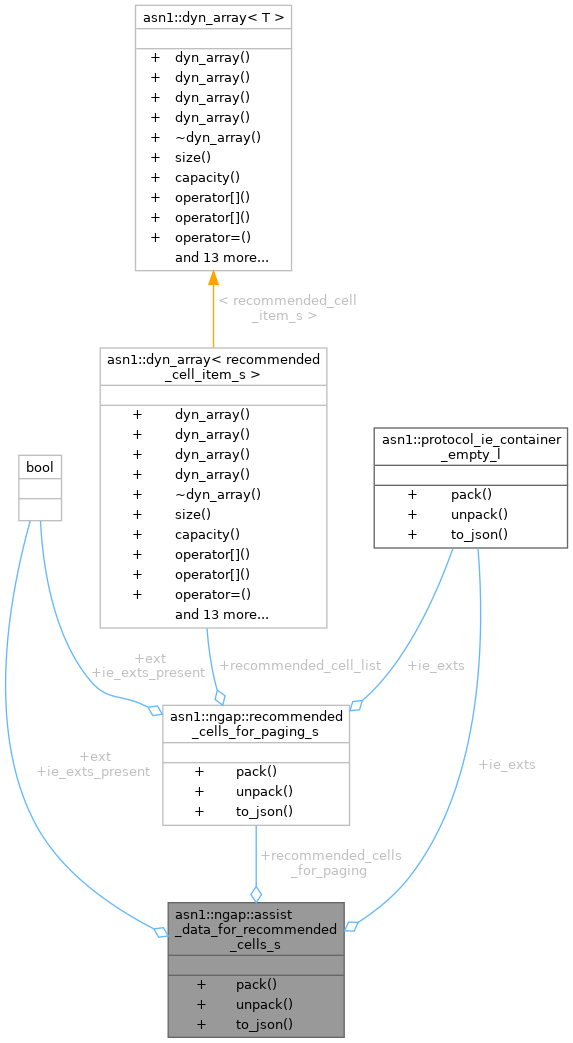 asn1::dyn_array< T >
+ dyn_array()
+ dyn_array()
+ dyn_array()
+ dyn_array()
+ ~dyn_array()
+ size()
+ capacity()
+ operator[]()
+ operator[]()
+ operator=()
and 13 more...
< recommended_cell
_item_s >
asn1::dyn_array< recommended
_cell_item_s >
+ dyn_array()
+ dyn_array()
+ dyn_array()
+ dyn_array()
+ ~dyn_array()
+ size()
+ capacity()
+ operator[]()
+ operator[]()
+ operator=()
and 13 more...
asn1::protocol_ie_container
_empty_l
+ pack()
+ unpack()
+ to_json()
bool
+ext
+ie_exts_present
+recommended_cell_list
+ie_exts
asn1::ngap::recommended
_cells_for_paging_s
+ pack()
+ unpack()
+ to_json()
+ext
+ie_exts_present
+ie_exts
+recommended_cells
_for_paging
asn1::ngap::assist
_data_for_recommended
_cells_s
+ pack()
+ unpack()
+ to_json()